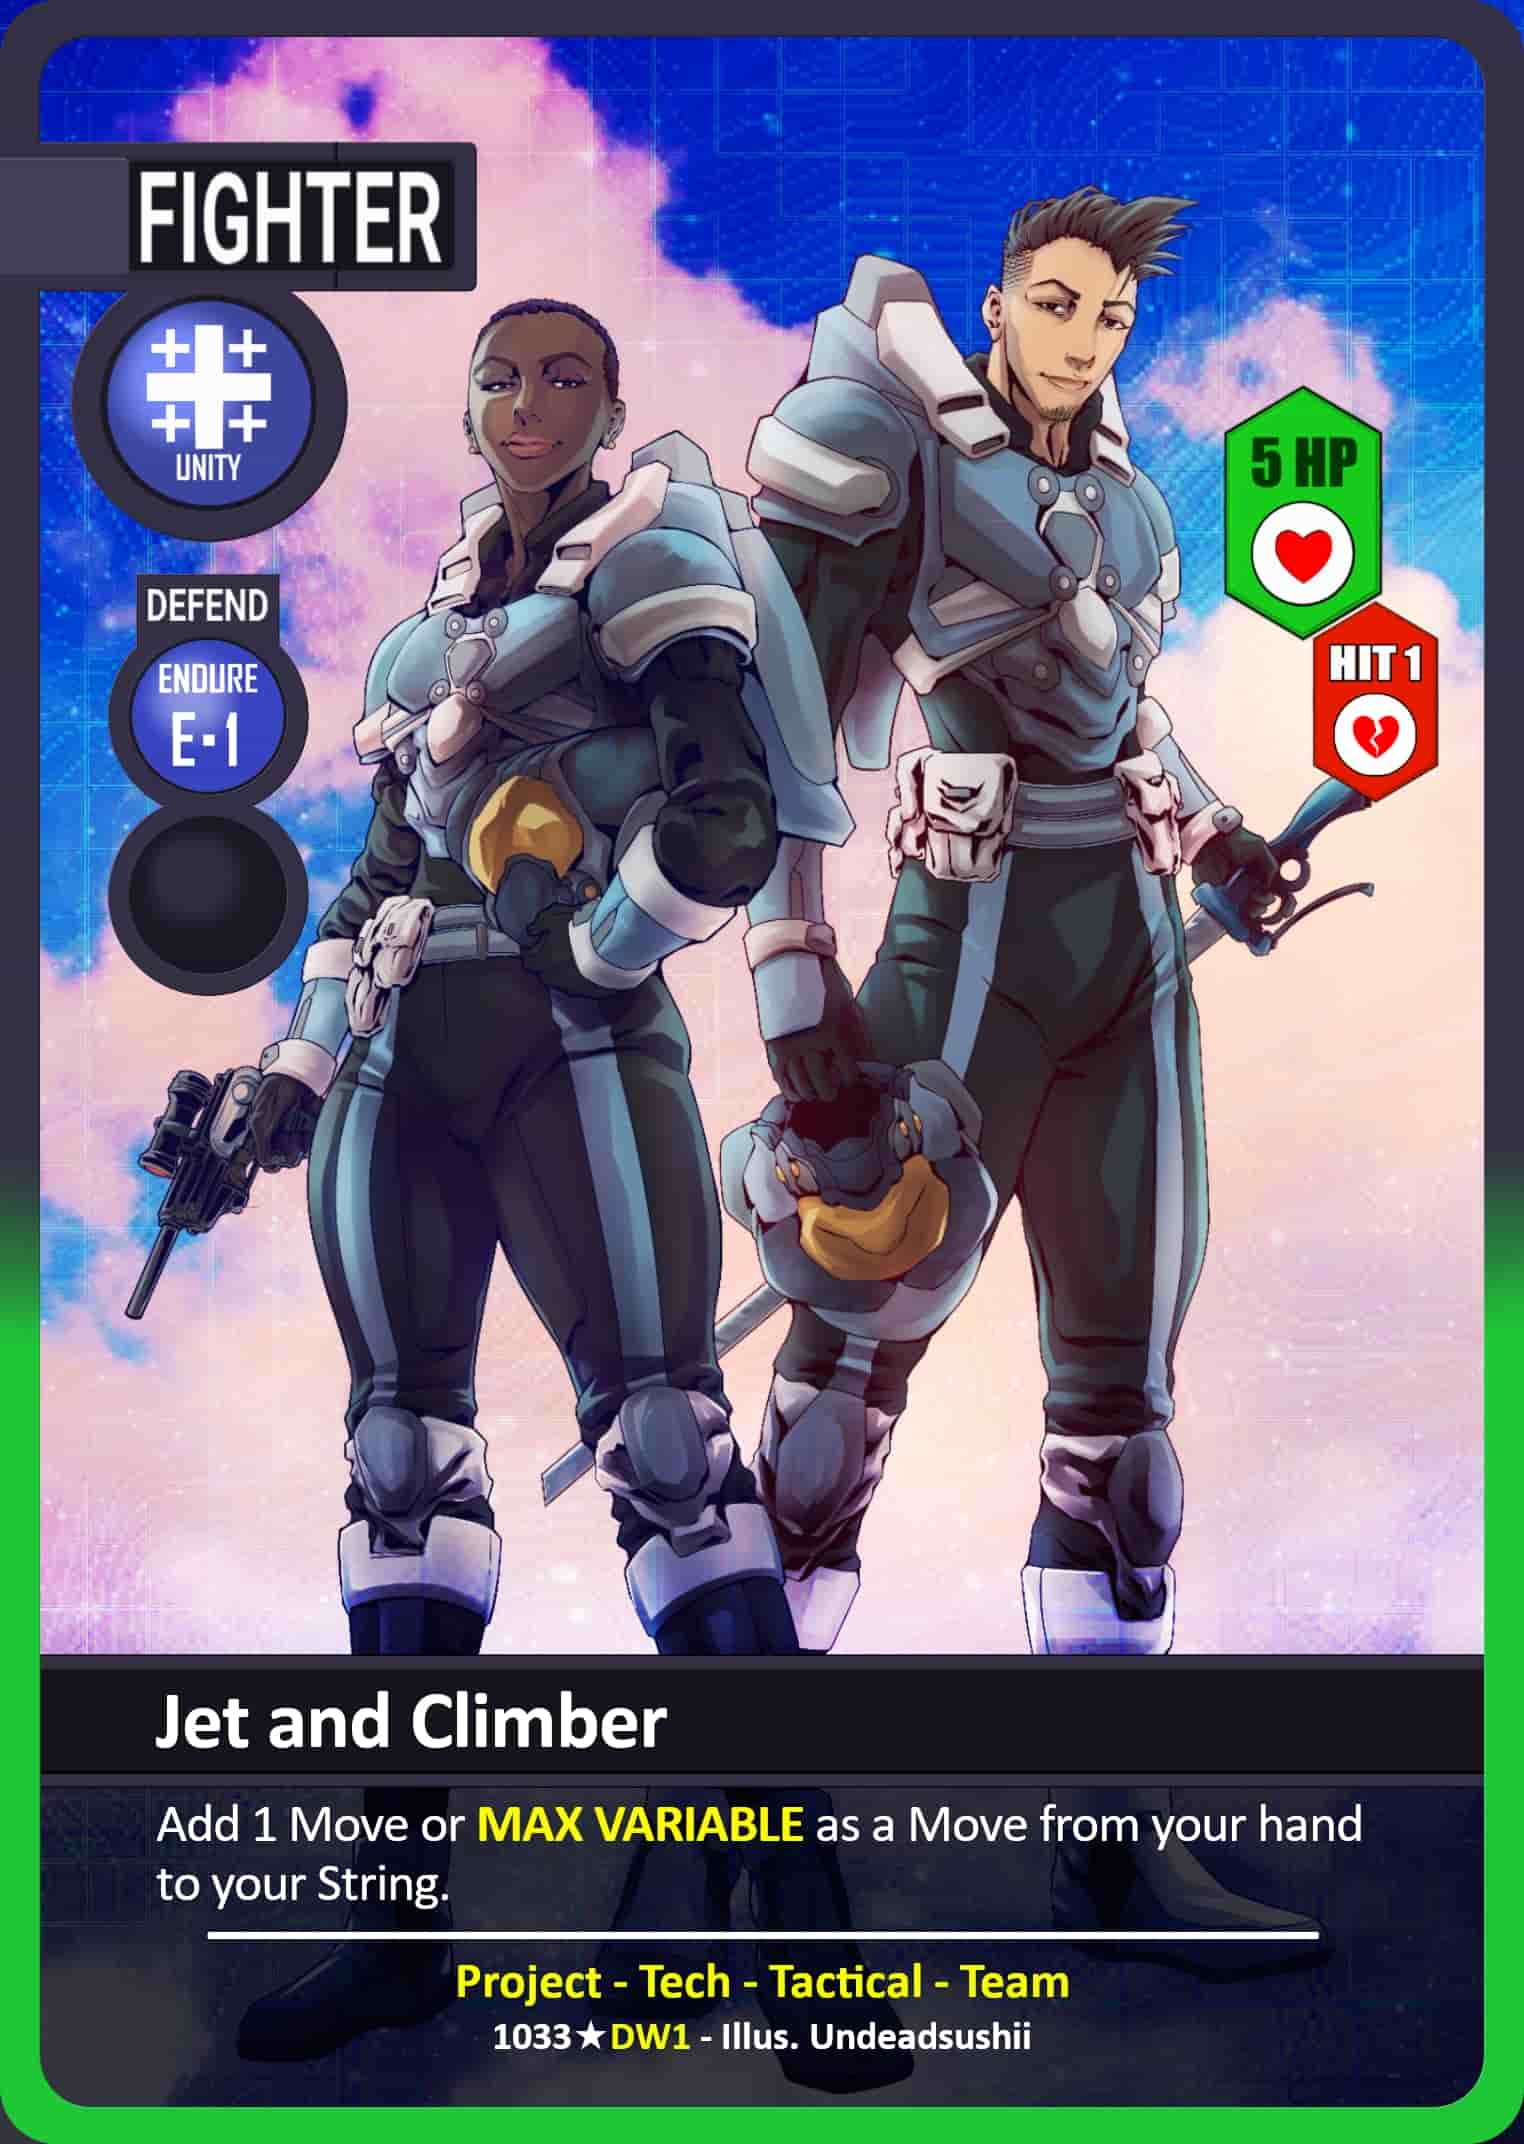 FIGHTER
UNITY
DEFEND
ENDURE
E·1
5 HP
HIT 1
Jet and Climber
Add 1 Move or MAX VARIABLE as a Move from your hand
to your String.
Project - Tech - Tactical - Team
1033★DW1 - Illus. Undeadsushii